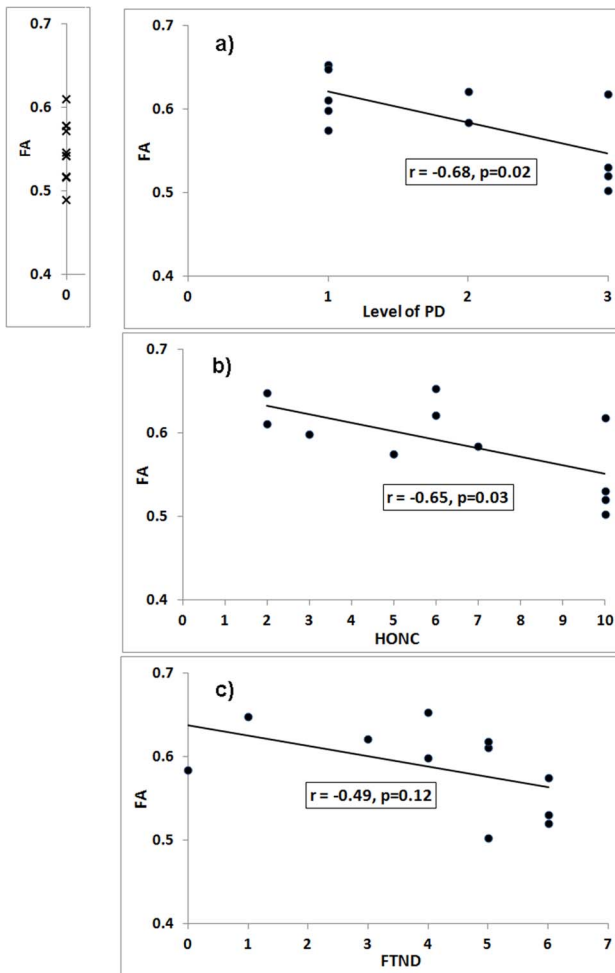 0.7
0.6
0.5
0.4
FA
0
a)
0.7
0.6
0.5
0.4
FA
r = -0.68, p=0.02
0 1 2 3
Level of PD
b)
0.7
0.6
0.5
0.4
FA
r = -0.65, p=0.03
0 1 2 3 4 5 6 7 8 9 10
HONC
c)
0.7
0.6
0.5
0.4
FA
r = -0.49, p=0.12
0 1 2 3 4 5 6 7
FTND